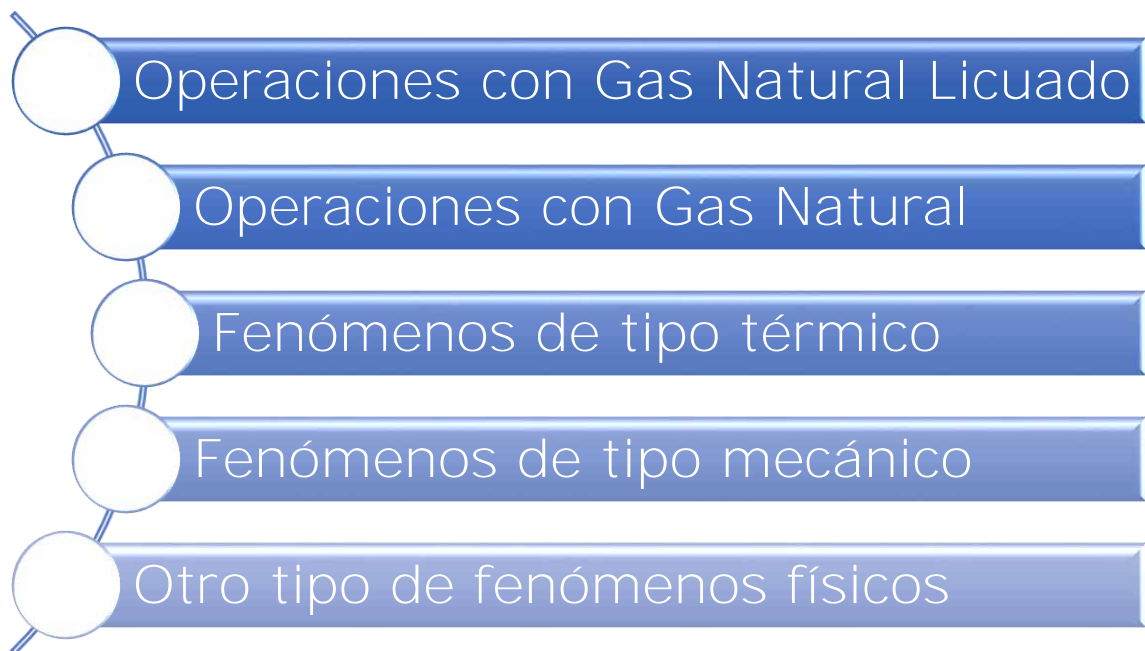 Operaciones con Gas Natural Licuado
Operaciones con Gas Natural
Fenómenos de tipo térmico
Fenómenos de tipo mecánico
Otro tipo de fenómenos físicos